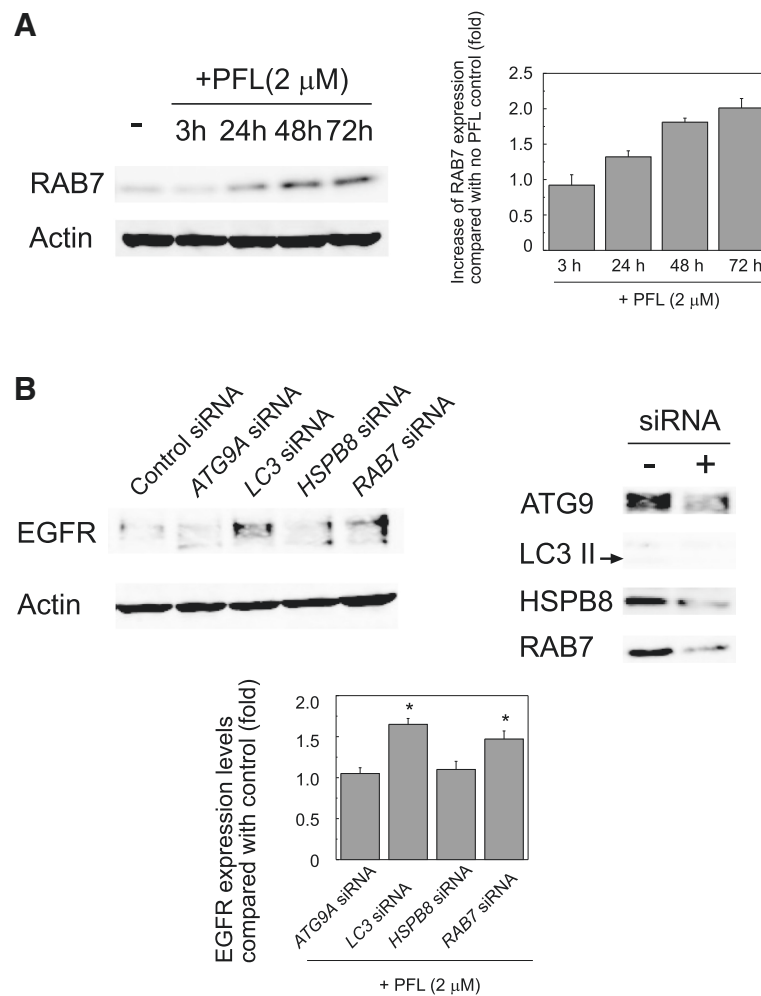 A
+PFL(2 μM)
- 3h 24h 48h 72h
RAB7
Actin
Increase of RAB7 expression
compared with no PFL control (fold)
2.5
2.0
1.5
1.0
0.5
0
3 h 24 h 48 h 72 h
+ PFL (2 μM)
B
Control siRNA
ATG9A siRNA
LC3 siRNA
HSPB8 siRNA
RAB7 siRNA
EGFR
Actin
siRNA
- +
ATG9
LC3 II
HSPB8
RAB7
EGFR expression levels
compared with control (fold)
2.0
1.0
0.5
0
* *
ATG9A siRNA
LC3 siRNA
HSPB8 siRNA
RAB7 siRNA
+ PFL (2 μM)